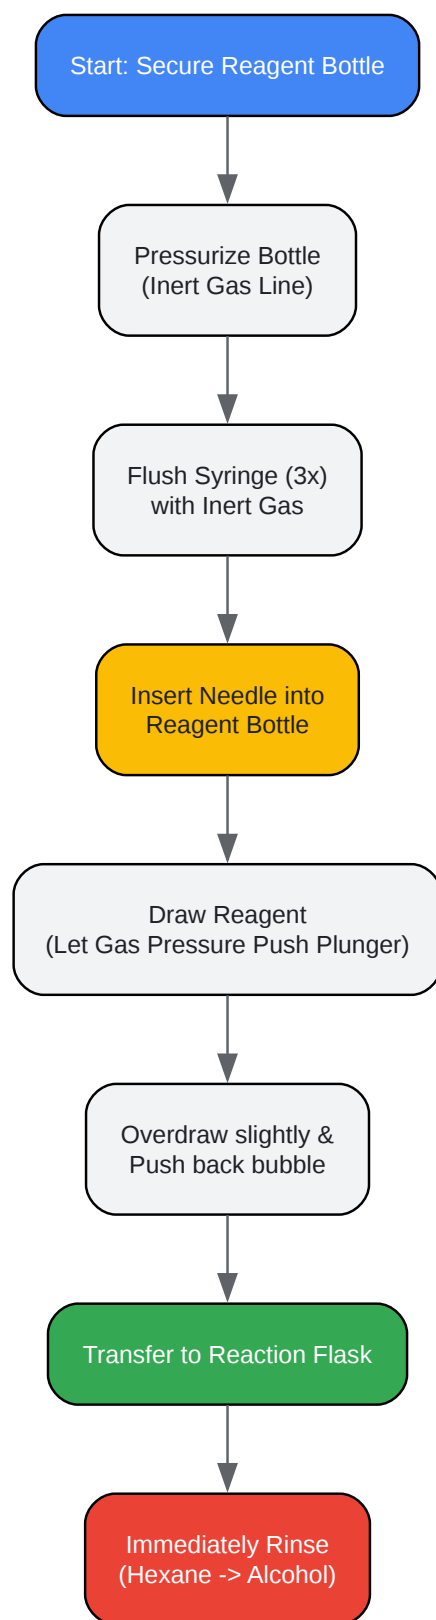 Start: Secure Reagent Bottle
Pressurize Bottle
(Inert Gas Line)
Flush Syringe (3x)
with Inert Gas
Insert Needle into
Reagent Bottle
Draw Reagent
(Let Gas Pressure Push Plunger)
Overdraw slightly &
Push back bubble
Transfer to Reaction Flask
Immediately Rinse
(Hexane -> Alcohol)